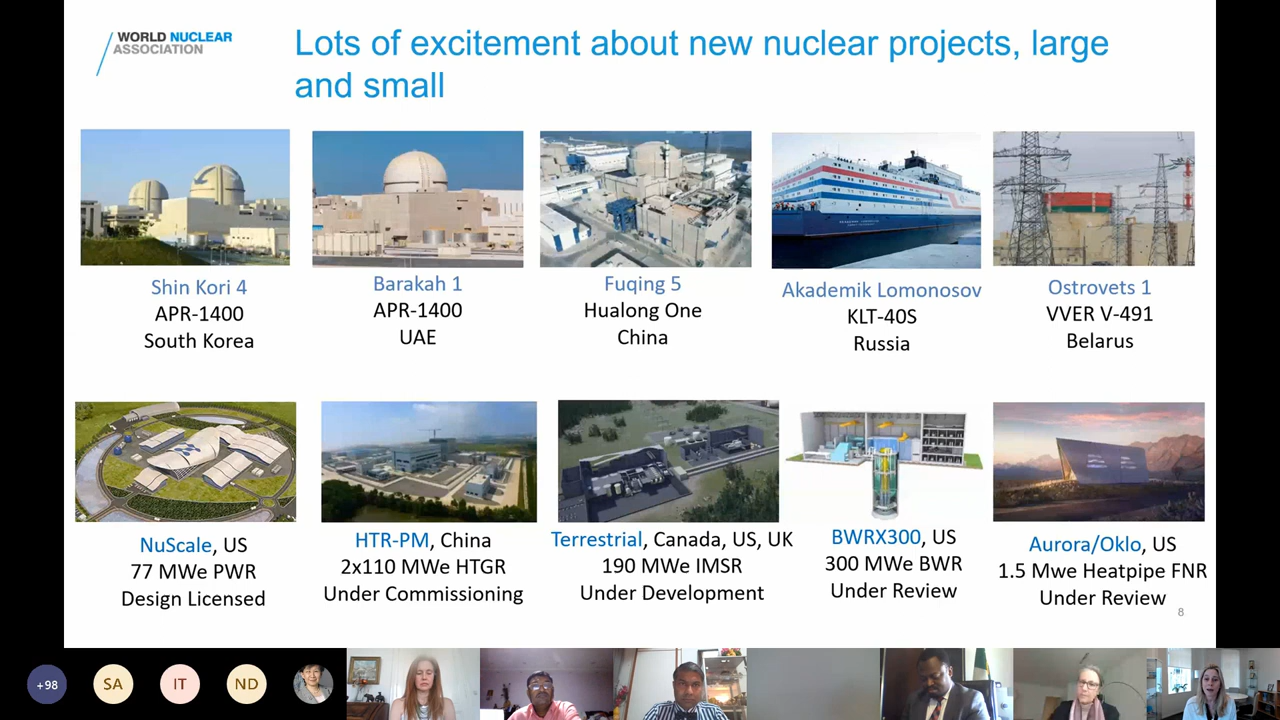 WORLD NUCLEAR
ASSOCIATION
Lots of excitement about new nuclear projects, large
and small
Shin Kori 4
APR-1400
South Korea
Barakah 1
APR-1400
UAE
Fuqing 5
Hualong One
China
Akademik Lomonosov
KLT-40S
Russia
Ostrovets 1
VVER V-491
Belarus
NuScale, US
77 MWe PWR
Design Licensed
HTR-PM, China
2x110 MWe HTGR
Under Commissioning
Terrestrial, Canada, US, UK
190 MWe IMSR
Under Development
BWRX300, US
300 MWe BWR
Under Review
Aurora/Oklo, US
1.5 Mwe Heatpipe FNR
Under Review
8
+98
SA
IT
ND